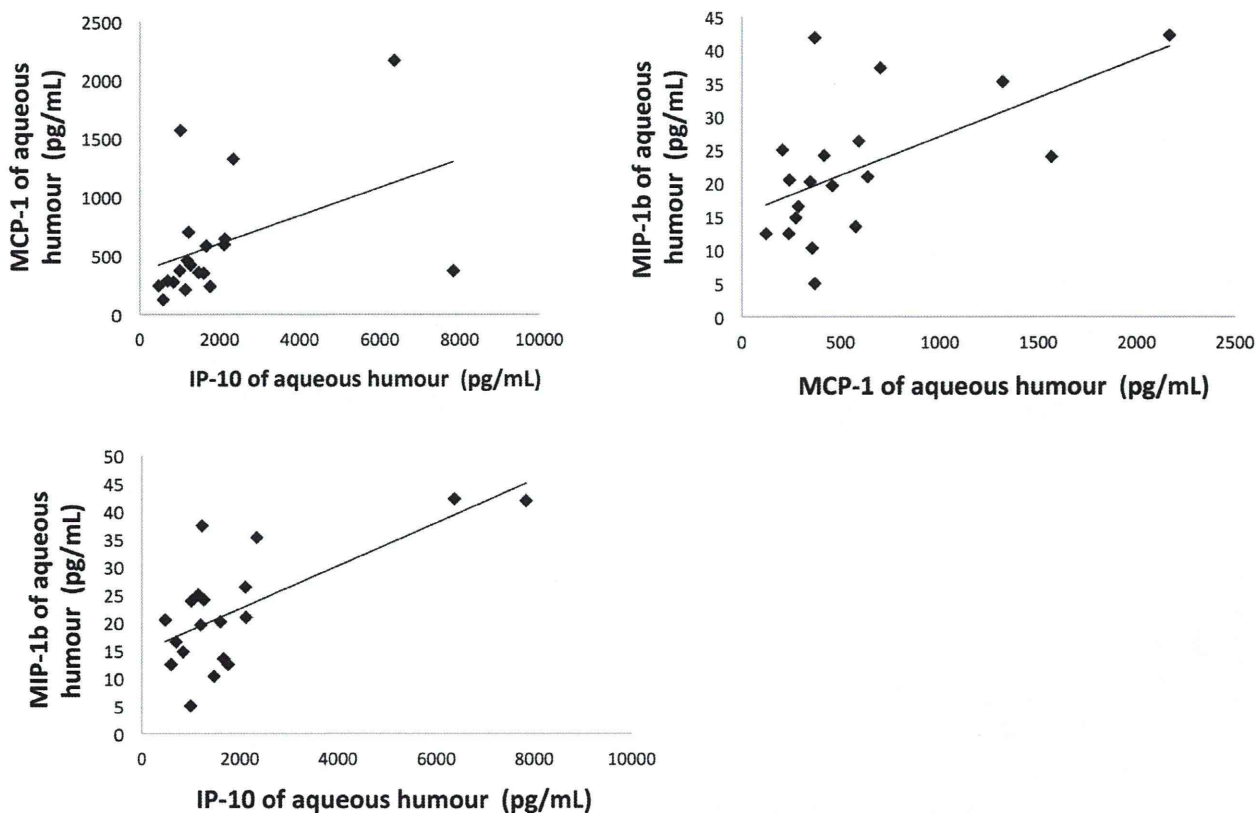 2500
2000
1500
1000
500
0
MCP-1 of aqueous
humour (pg/mL)
0 2000 4000 6000 8000 10000
IP-10 of aqueous humour (pg/mL)
45
40
35
30
25
20
15
10
5
0
MIP-1b of aqueous
humour (pg/mL)
0 500 1000 1500 2000 2500
MCP-1 of aqueous humour (pg/mL)
50
45
40
35
30
25
20
15
10
5
0
MIP-1b of aqueous
humour (pg/mL)
0 2000 4000 6000 8000 10000
IP-10 of aqueous humour (pg/mL)